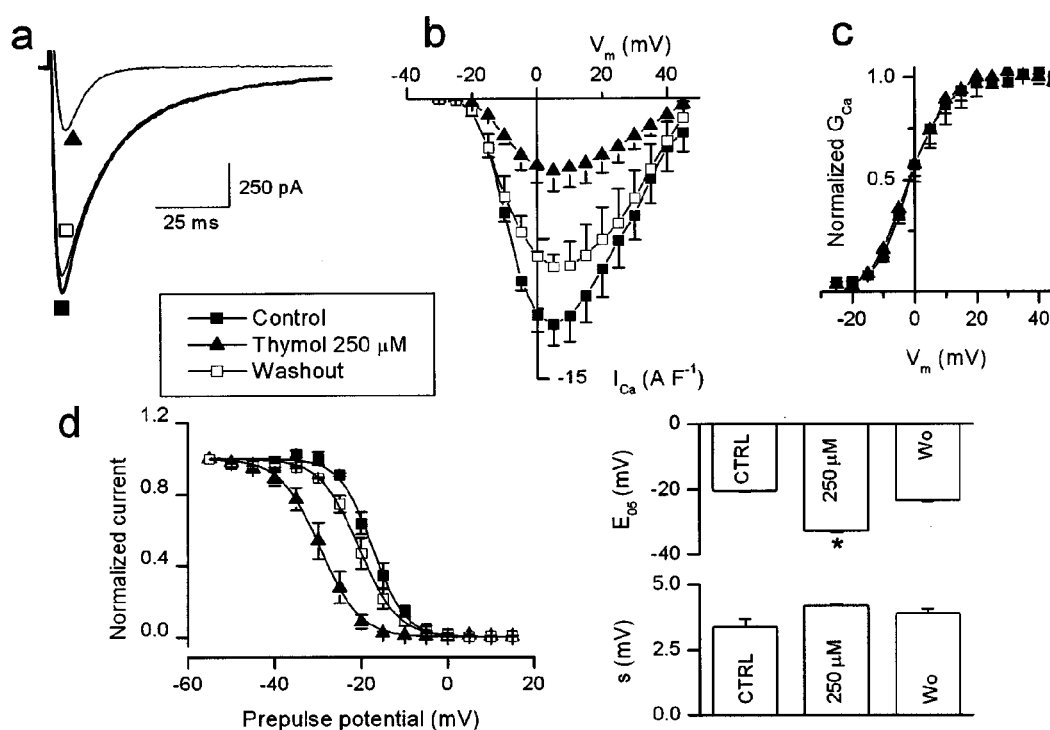 a
250 pA
25 ms
b
V_m (mV)
-40 -20 0 20 40
-15
I_Ca (A F^-1)
c
1.0
0.5
Normalized G_Ca
-20 0 20 40
V_m (mV)
Control
Thymol 250 µM
Washout
d
1.2
0.8
0.4
0.0
Normalized current
-60 -40 -20 0 20
Prepulse potential (mV)
0
-20
-40
E_05 (mV)
CTRL
250 µM
Wo
*
5.0
2.5
0.0
s (mV)
CTRL
250 µM
Wo